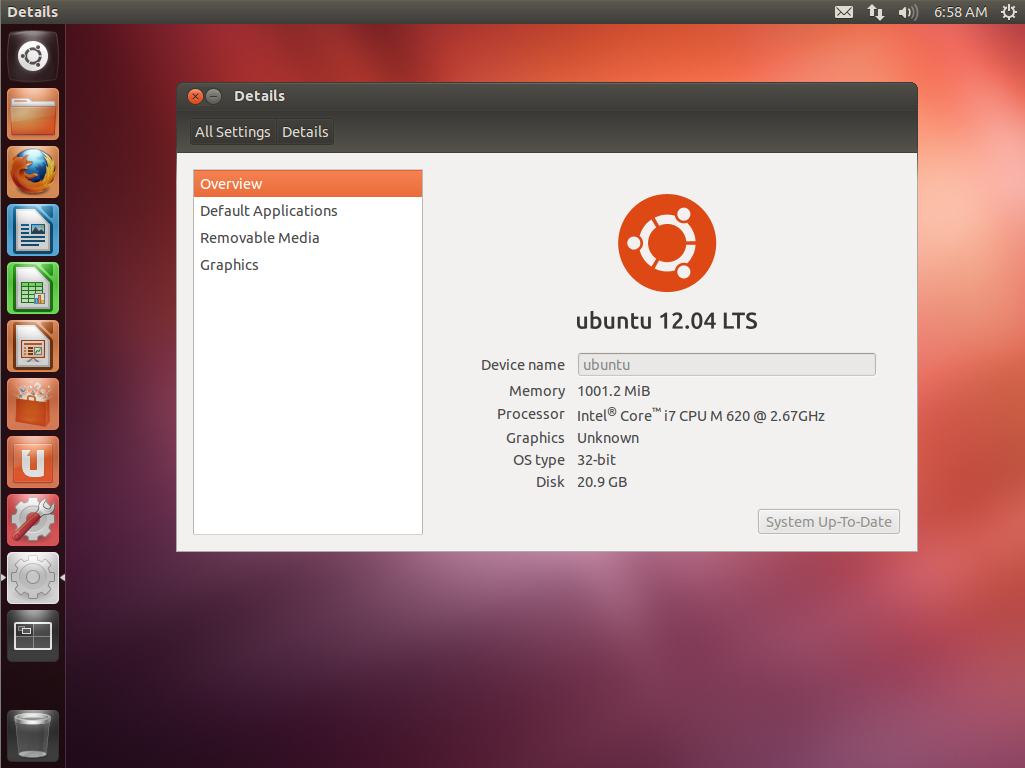 Details
6:58 AM
Details
All Settings Details
Overview
Default Applications
Removable Media
Graphics
ubuntu 12.04 LTS
Device name ubuntu
Memory 1001.2 MiB
Processor Intel® Core™ i7 CPU M 620 @ 2.67GHz
Graphics Unknown
OS type 32-bit
Disk 20.9 GB
System Up-To-Date